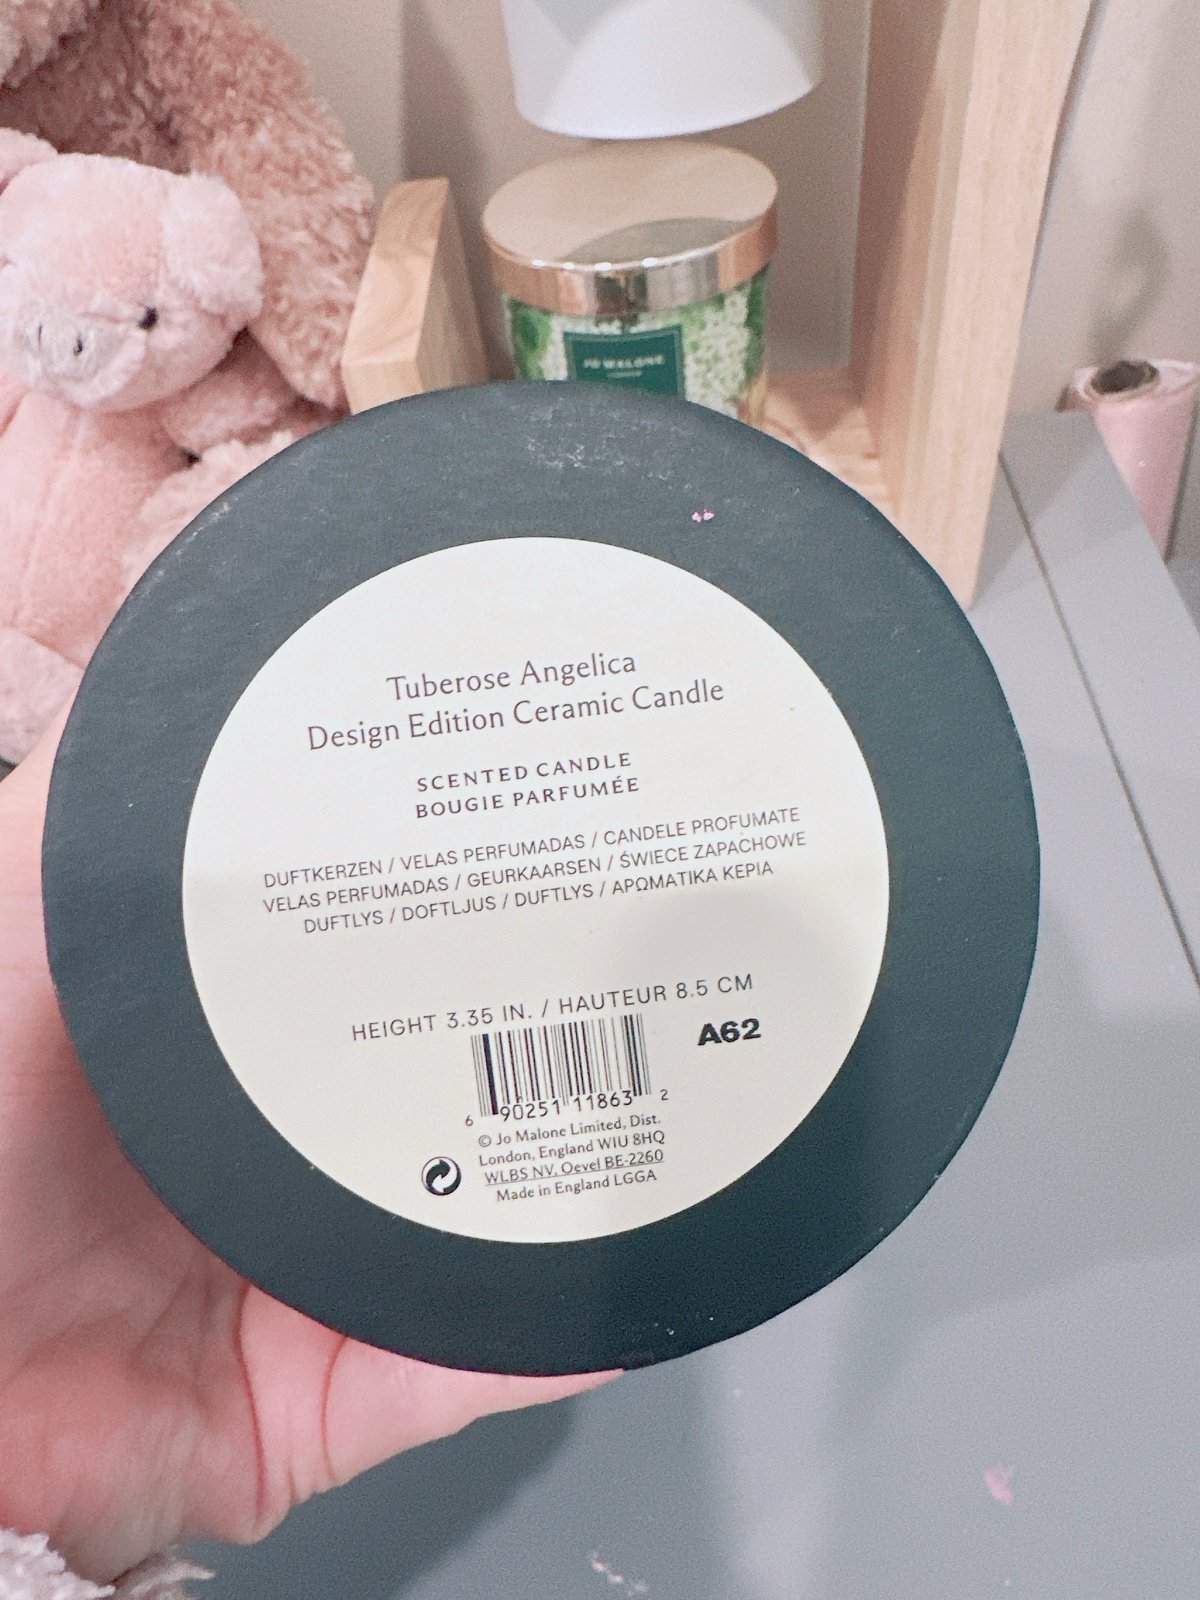 JO MALONE
Tuberose Angelica
Design Edition Ceramic Candle
SCENTED CANDLE
BOUGIE PARFUMÉE
DUFTKERZEN / VELAS PERFUMADAS / CANDELE PROFUMATE
VELAS PERFUMADAS / GEURKAARSEN / ŚWIECE ZAPACHOWE
DUFTLYS / DOFTLJUS / DUFTLYS / ΑΡΩΜΑΤΙΚΑ ΚΕΡΙΑ
HEIGHT 3.35 IN. / HAUTEUR 8.5 CM
A62
6 90251 11863 2
© Jo Malone Limited, Dist.
London, England W1U 8HQ
WLBS NV, Oevel BE-2260
Made in England LGGA